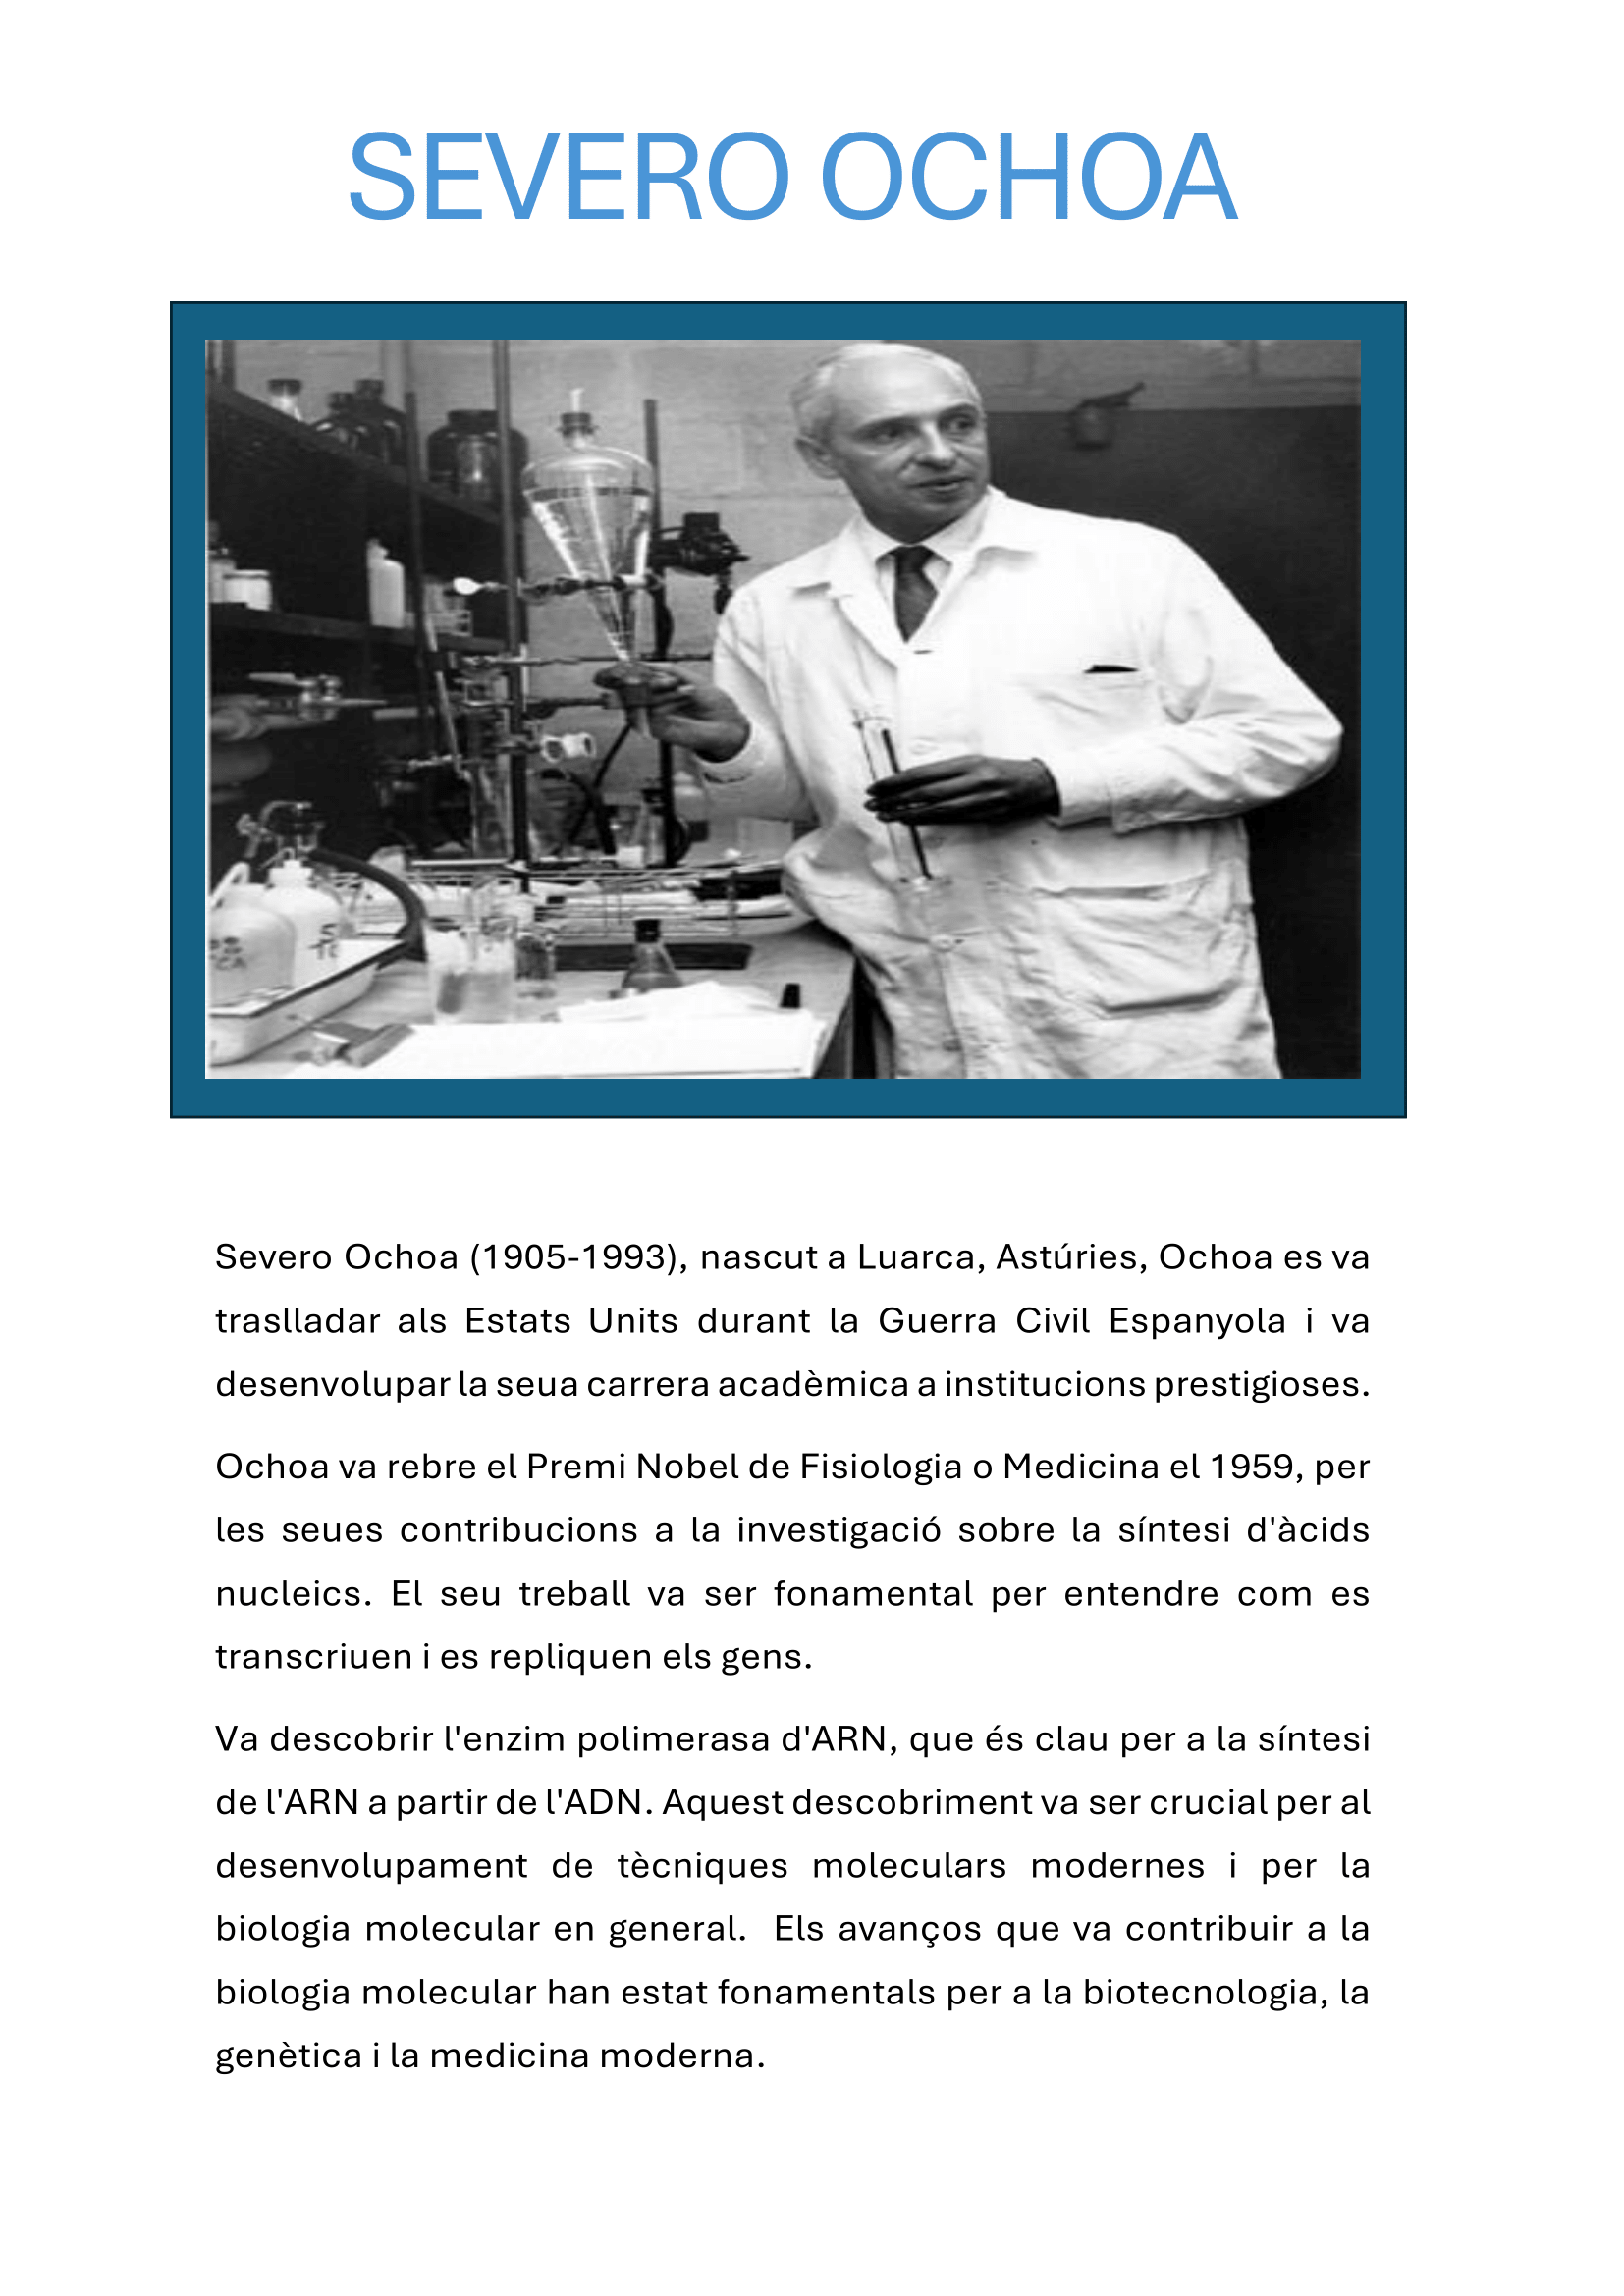 SEVERO OCHOA
Severo Ochoa (1905-1993), nascut a Luarca, Astúries, Ochoa es va
traslladar als Estats Units durant la Guerra Civil Espanyola i va
desenvolupar la seua carrera acadèmica a institucions prestigioses.
Ochoa va rebre el Premi Nobel de Fisiologia o Medicina el 1959, per
les seues contribucions a la investigació sobre la síntesi d'àcids
nucleics. El seu treball va ser fonamental per entendre com es
transcriuen i es repliquen els gens.
Va descobrir l'enzim polimerasa d'ARN, que és clau per a la síntesi
de l'ARN a partir de l'ADN. Aquest descobriment va ser crucial per al
desenvolupament de tècniques moleculars modernes i per la
biologia molecular en general.  Els avanços que va contribuir a la
biologia molecular han estat fonamentals per a la biotecnologia, la
genètica i la medicina moderna.